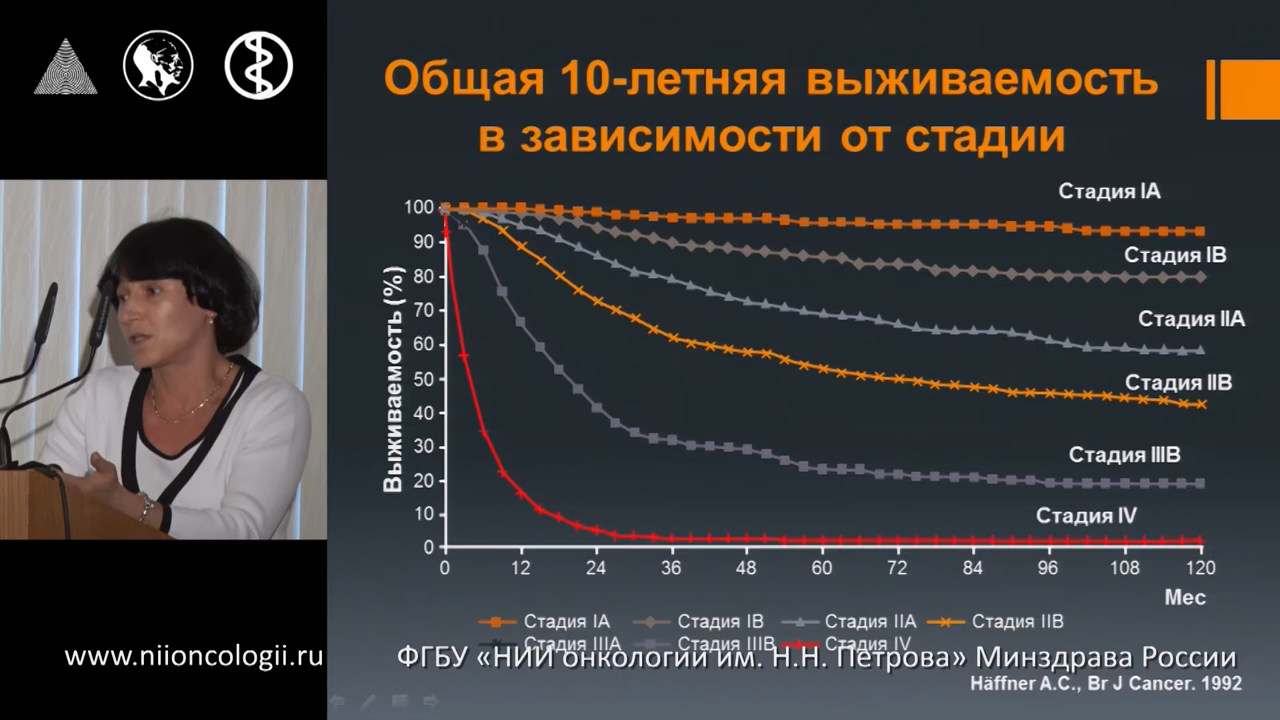 Общая 10-летняя выживаемость
в зависимости от стадии
Выживаемость (%)
100
90
80
70
60
50
40
30
20
10
0
0 12 24 36 48 60 72 84 96 108 120
Мес
Стадия IA
Стадия IB
Стадия IIA
Стадия IIB
Стадия IIIB
Стадия IV
Стадия IA Стадия IB Стадия IIA Стадия IIB
Стадия IIIA Стадия IIIB Стадия IV
www.niioncologii.ru
ФГБУ «НИИ онкологии им. Н.Н. Петрова» Минздрава России
Häffner A.C., Br J Cancer. 1992